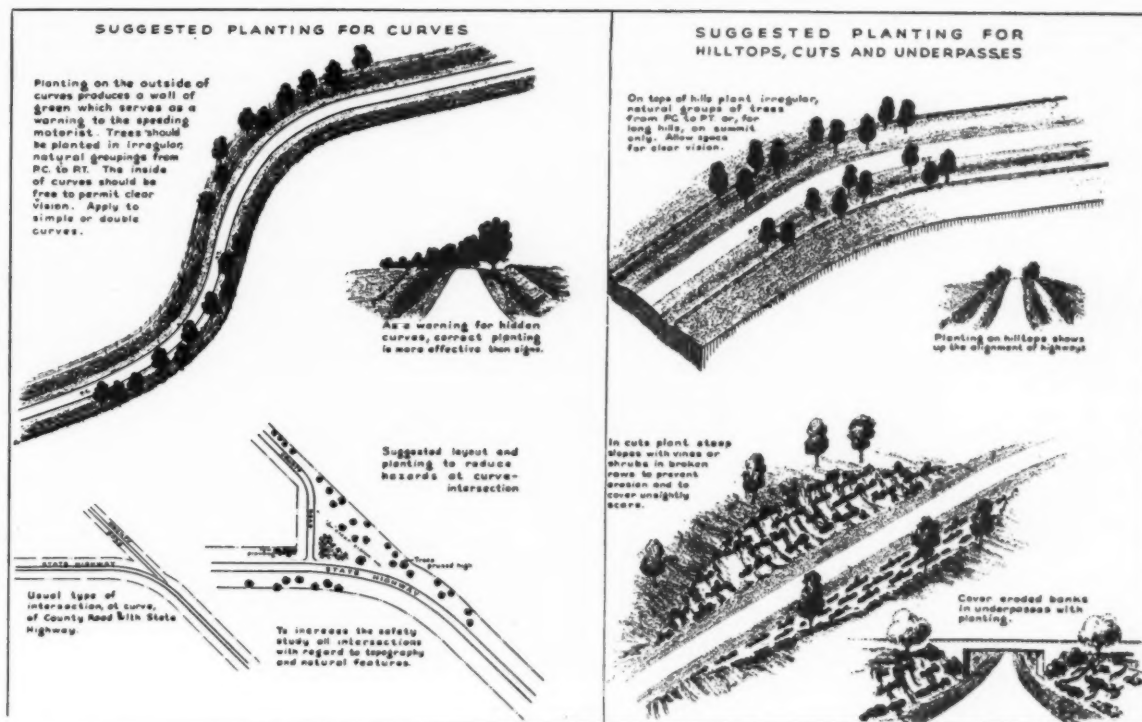 SUGGESTED PLANTING FOR CURVES
Planting on the outside of
curves produces a wall of
green which serves as a
warning to the speeding
motorist. Trees should
be planted in irregular,
natural groupings from
P.C. to P.T. The inside
of curves should be
free to permit clear
vision. Apply to
simple or double
curves.
As a warning for hidden
curves, correct planting
is more effective than signs.
Suggested layout and
planting to reduce
hazards at curve-
intersection
STATE HIGHWAY
Usual type of
intersection, at curve,
of County Road with State
Highway.
Trees
pruned high
STATE HIGHWAY
To increase the safety
study all intersections
with regard to topography
and natural features.
SUGGESTED PLANTING FOR
HILLTOPS, CUTS AND UNDERPASSES
On tops of hills plant irregular,
natural groups of trees
from P.C. to P.T. or, for
long hills, on summit
only. Allow space
for clear vision.
Planting on hilltops shows
up the alignment of highways
In cuts plant steep
slopes with vines or
shrubs in broken
rows to prevent
erosion and to
cover unsightly
scars.
Cover eroded banks
in underpasses with
planting.